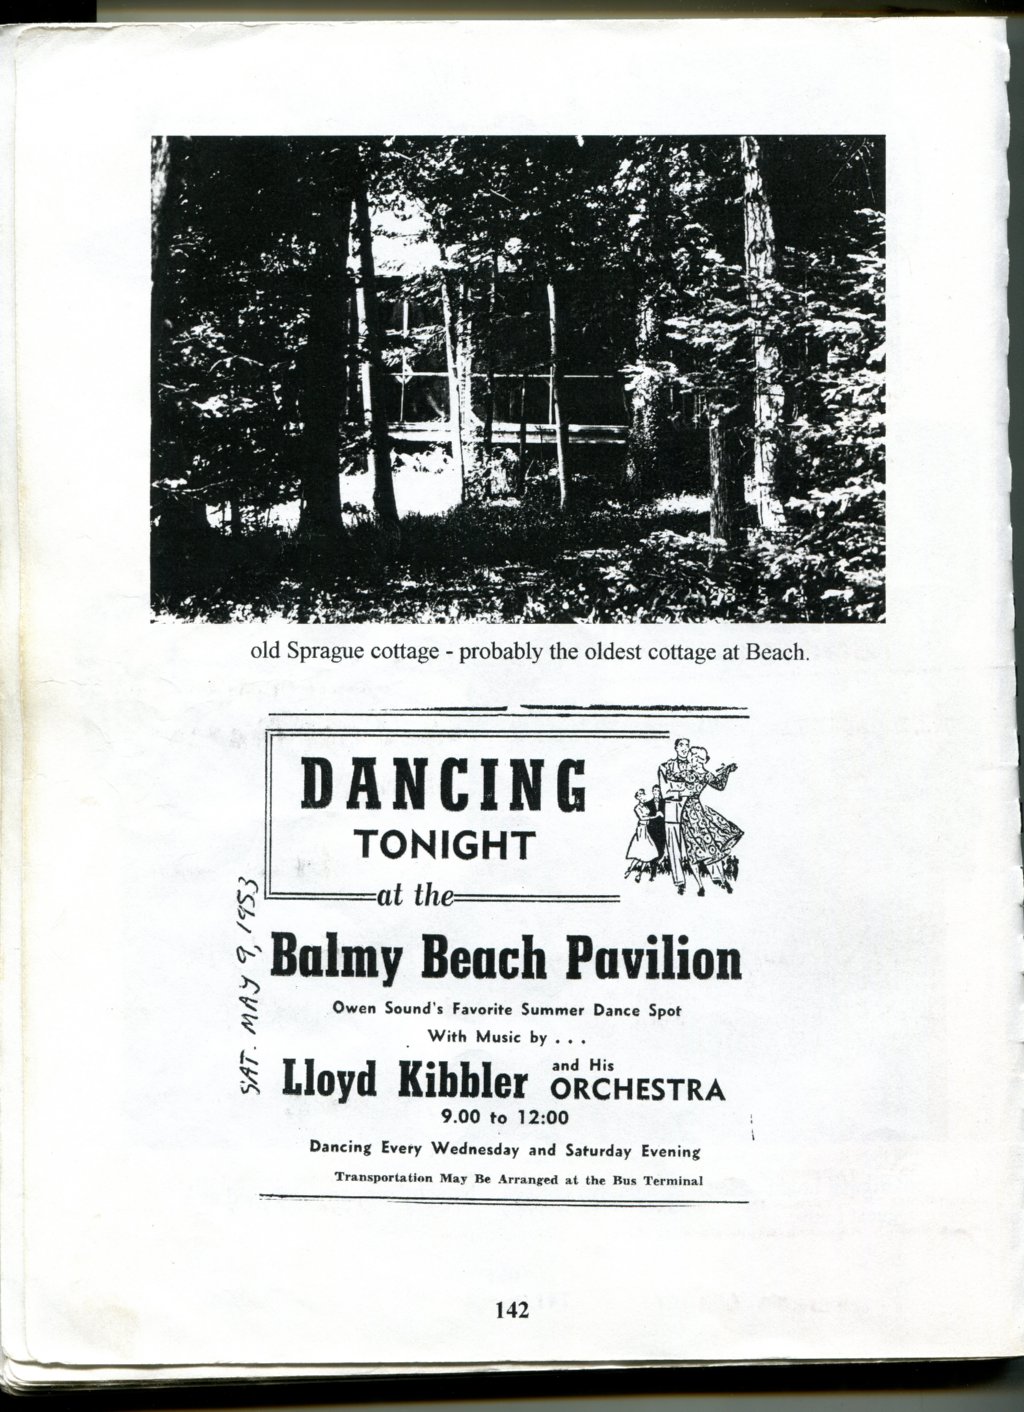 old Sprague cottage - probably the oldest cottage at Beach.
DANCING
TONIGHT
at the
SAT. MAY 9, 1953
Balmy Beach Pavilion
Owen Sound's Favorite Summer Dance Spot
With Music by . . .
Lloyd Kibbler and His ORCHESTRA
9.00 to 12:00
Dancing Every Wednesday and Saturday Evening
Transportation May Be Arranged at the Bus Terminal
142